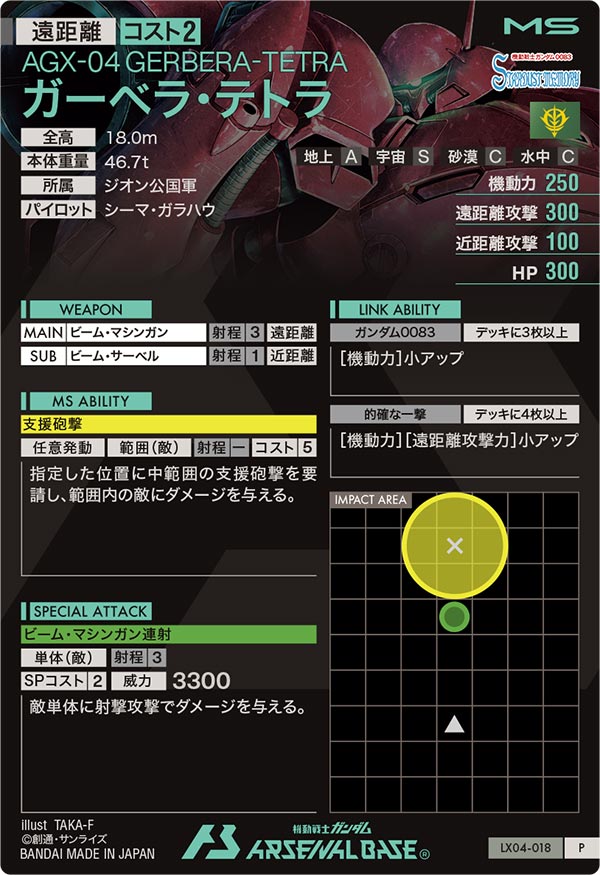 遠距離 コスト2
MS
AGX-04 GERBERA-TETRA
ガーベラ・テトラ
機動戦士ガンダム0083
STARDUST MEMORY
全高 18.0m
本体重量 46.7t
所属 ジオン公国軍
パイロット シーマ・ガラハウ
地上 A 宇宙 S 砂漠 C 水中 C
機動力 250
遠距離攻撃 300
近距離攻撃 100
HP 300
WEAPON
MAIN ビーム・マシンガン 射程 3 遠距離
SUB ビーム・サーベル 射程 1 近距離
MS ABILITY
支援砲撃
任意発動 範囲(敵) 射程 ー コスト 5
指定した位置に中範囲の支援砲撃を要
請し、範囲内の敵にダメージを与える。
SPECIAL ATTACK
ビーム・マシンガン連射
単体(敵) 射程 3
SPコスト 2 威力 3300
敵単体に射撃攻撃でダメージを与える。
LINK ABILITY
ガンダム0083 デッキに3枚以上
[機動力]小アップ
的確な一撃 デッキに4枚以上
[機動力][遠距離攻撃力]小アップ
IMPACT AREA
illust TAKA-F
©創通・サンライズ
BANDAI MADE IN JAPAN
機動戦士ガンダム
ARSENAL BASE®
LX04-018 P